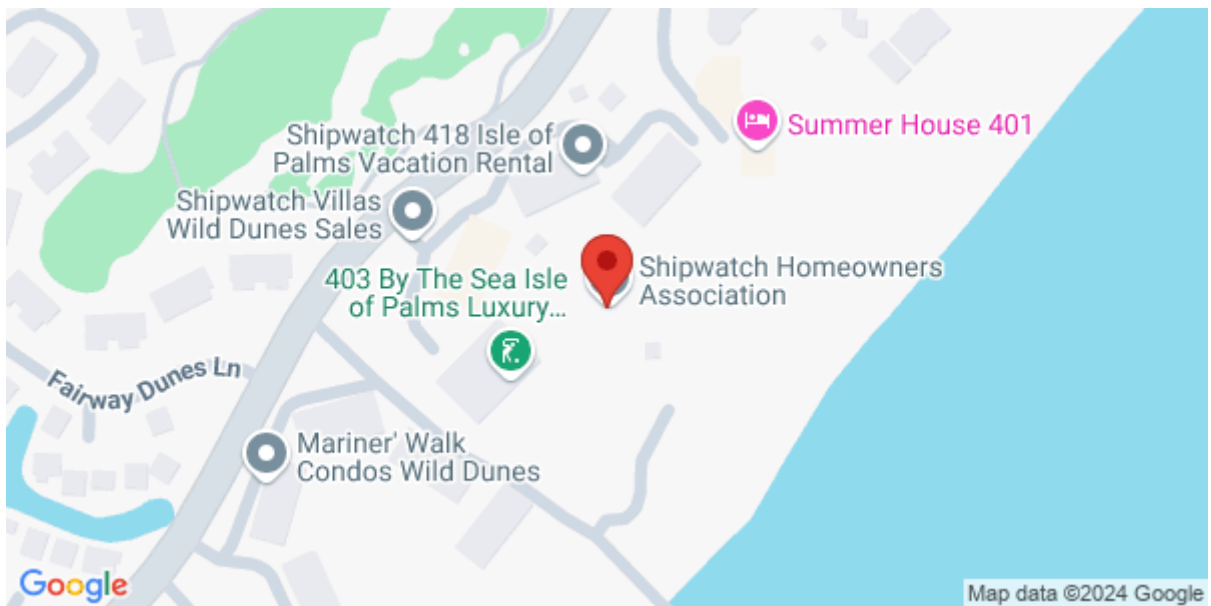 Summer House 401
Shipwatch 418 Isle of
Palms Vacation Rental
Shipwatch Villas
Wild Dunes Sales
403 By The Sea Isle
of Palms Luxury...
Shipwatch Homeowners
Association
Fairway Dunes Ln
Mariner' Walk
Condos Wild Dunes
Google
Map data ©2024 Google